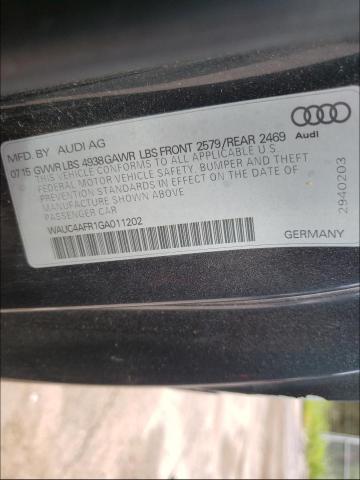 MFD. BY AUDI AG
07/15 GVWR LBS 4938 GAWR LBS FRONT 2579/REAR 2469
THIS VEHICLE CONFORMS TO ALL APPLICABLE U.S.
FEDERAL MOTOR VEHICLE SAFETY, BUMPER, AND THEFT
PREVENTION STANDARDS IN EFFECT ON THE DATE OF
MANUFACTURE SHOWN ABOVE
PASSENGER CAR
WAUC4AFR1GA011202
GERMANY
Audi
2940203